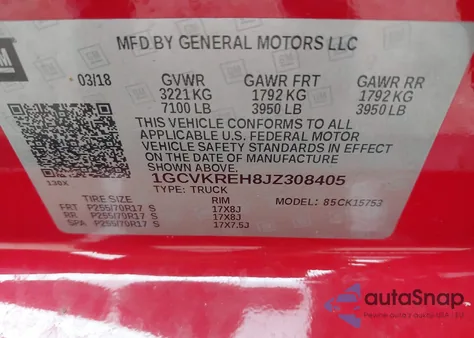 GM
MFD BY GENERAL MOTORS LLC
03/18 GVWR GAWR FRT GAWR RR
3221 KG 1792 KG 1792 KG
7100 LB 3950 LB 3950 LB
THIS VEHICLE CONFORMS TO ALL
APPLICABLE U.S. FEDERAL MOTOR
VEHICLE SAFETY STANDARDS IN EFFECT
ON THE DATE OF MANUFACTURE
SHOWN ABOVE.
1GCVKREH8JZ308405
130X TYPE: TRUCK
TIRE SIZE RIM MODEL: 85CK15753
FRT P255/70R17 S 17X8J
RR P255/70R17 S 17X8J
SPA P255/70R17 S 17X7.5J
autoSnap